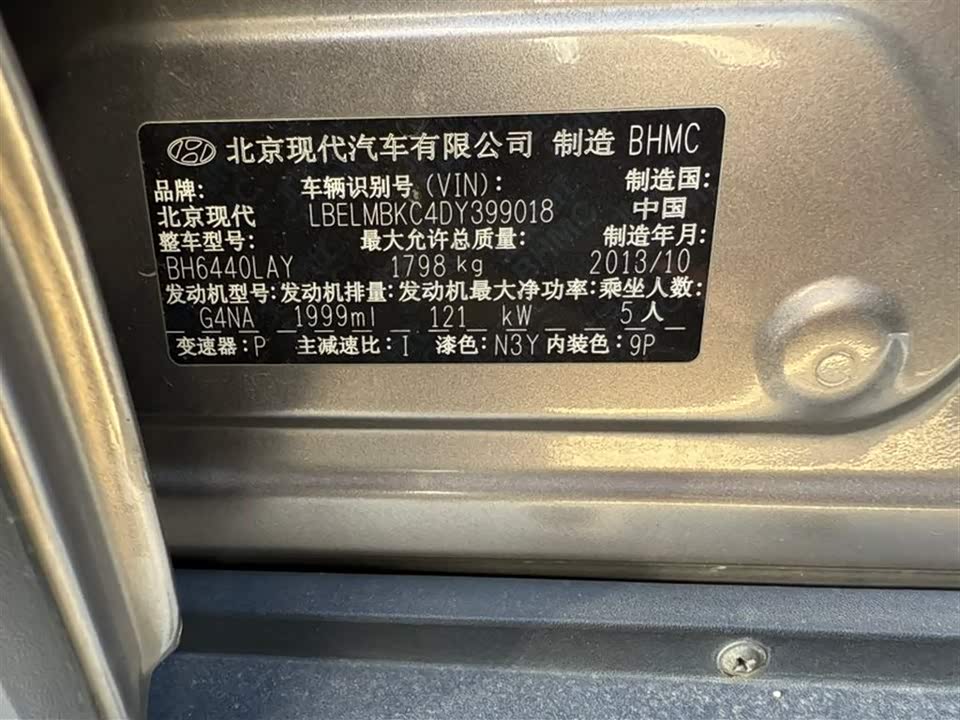 北京现代汽车有限公司 制造 BHMC
品牌: 车辆识别号 (VIN): 制造国:
北京现代 LBELMBKC4DY399018 中国
整车型号: 最大允许总质量: 制造年月:
BH6440LAY 1798 kg 2013/10
发动机型号: 发动机排量: 发动机最大净功率: 乘坐人数:
G4NA 1999ml 121 kW 5 人
变速器: P 主减速比: I 漆色: N3Y 内装色: 9P